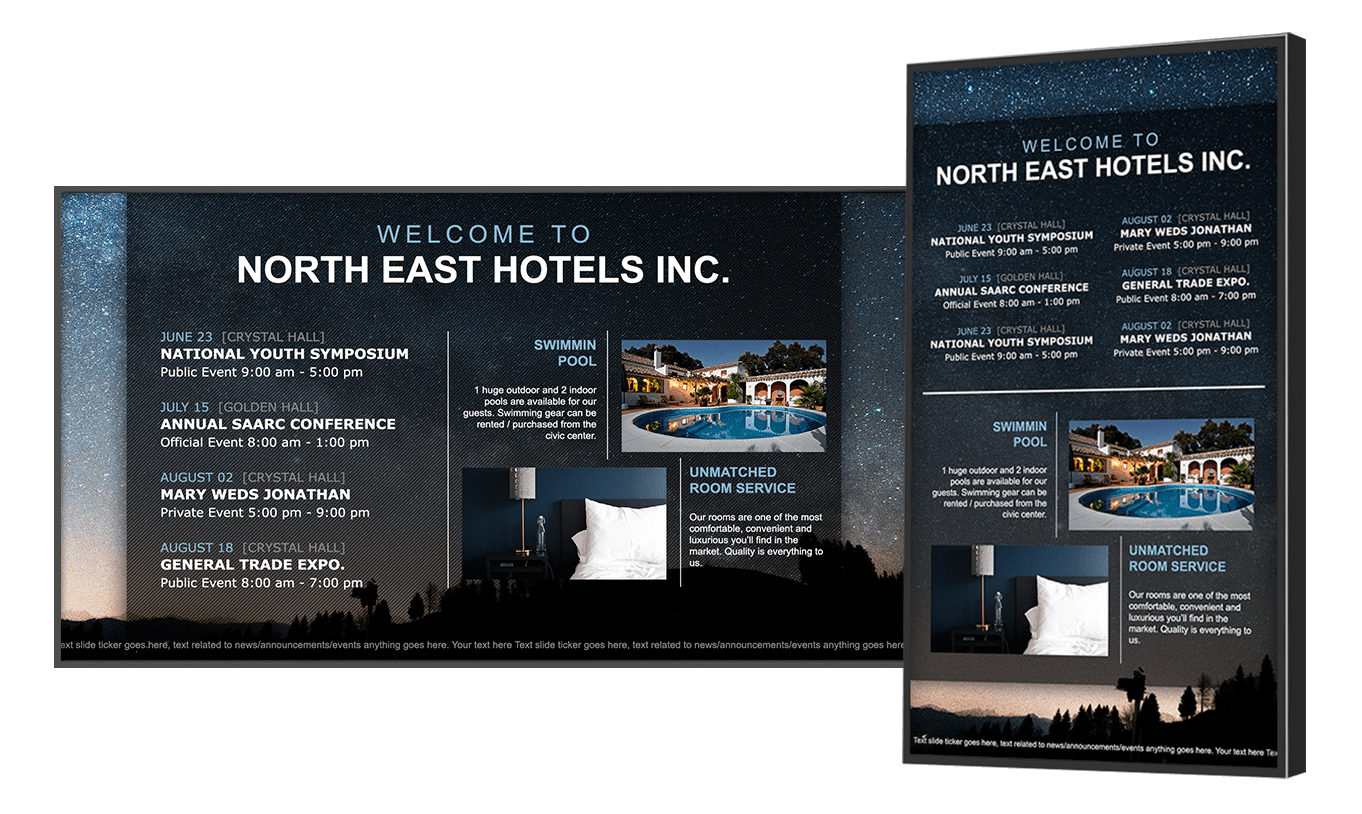 WELCOME TO
NORTH EAST HOTELS INC.
JUNE 23 [CRYSTAL HALL]
NATIONAL YOUTH SYMPOSIUM
Public Event 9:00 am - 5:00 pm
JULY 15 [GOLDEN HALL]
ANNUAL SAARC CONFERENCE
Official Event 8:00 am - 1:00 pm
AUGUST 02 [CRYSTAL HALL]
MARY WEDS JONATHAN
Private Event 5:00 pm - 9:00 pm
AUGUST 18 [CRYSTAL HALL]
GENERAL TRADE EXPO.
Public Event 8:00 am - 7:00 pm
SWIMMIN
POOL
1 huge outdoor and 2 indoor
pools are available for our
guests. Swimming gear can be
rented / purchased from the
civic center.
UNMATCHED
ROOM SERVICE
Our rooms are one of the most
comfortable, convenient and
luxurious you'll find in the
market. Quality is everything to
us.
ext slide ticker goes.here, text related to news/announcements/events anything goes here. Your text here Text slide ticker goes here, text related to news/announcements/events anything goes here
WELCOME TO
NORTH EAST HOTELS INC.
JUNE 23 [CRYSTAL HALL]
NATIONAL YOUTH SYMPOSIUM
Public Event 9:00 am - 5:00 pm
JULY 15 [GOLDEN HALL]
ANNUAL SAARC CONFERENCE
Official Event 8:00 am - 1:00 pm
JUNE 23 [CRYSTAL HALL]
NATIONAL YOUTH SYMPOSIUM
Public Event 9:00 am - 5:00 pm
AUGUST 02 [CRYSTAL HALL]
MARY WEDS JONATHAN
Private Event 5:00 pm - 9:00 pm
AUGUST 18 [CRYSTAL HALL]
GENERAL TRADE EXPO.
Public Event 8:00 am - 7:00 pm
AUGUST 02 [CRYSTAL HALL]
MARY WEDS JONATHAN
Private Event 5:00 pm - 9:00 pm
SWIMMIN
POOL
1 huge outdoor and 2 indoor
pools are available for our
guests. Swimming gear can be
rented / purchased from the
civic center.
UNMATCHED
ROOM SERVICE
Our rooms are one of the most
comfortable, convenient and
luxurious you'll find in the
market. Quality is everything to
us.
Text slide ticker goes here, text related to news/announcements/events anything goes here. Your text here Tex